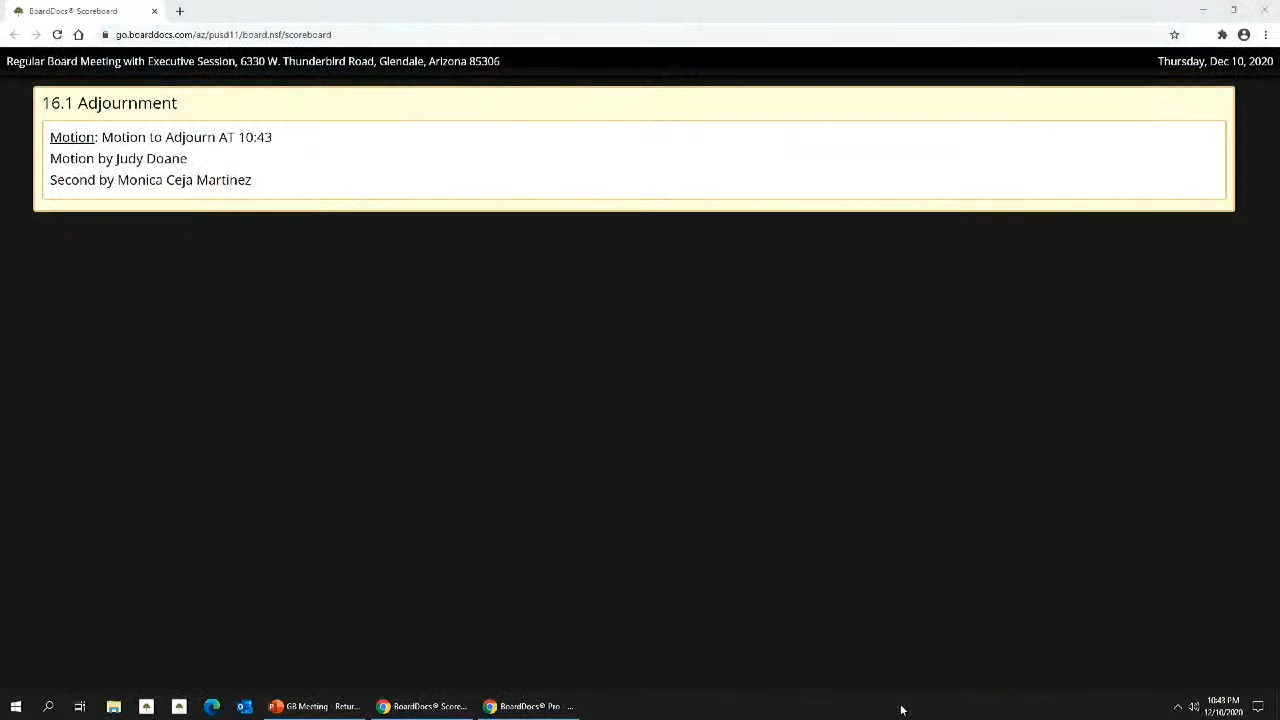 BoardDocs® Scoreboard
go.boarddocs.com/az/pusd11/board.nsf/scoreboard
Regular Board Meeting with Executive Session, 6330 W. Thunderbird Road, Glendale, Arizona 85306
Thursday, Dec 10, 2020
16.1 Adjournment
Motion: Motion to Adjourn AT 10:43
Motion by Judy Doane
Second by Monica Ceja Martinez
GB Meeting - Retur...
BoardDocs® Score...
BoardDocs® Pro - ...
10:43 PM
12/10/2020